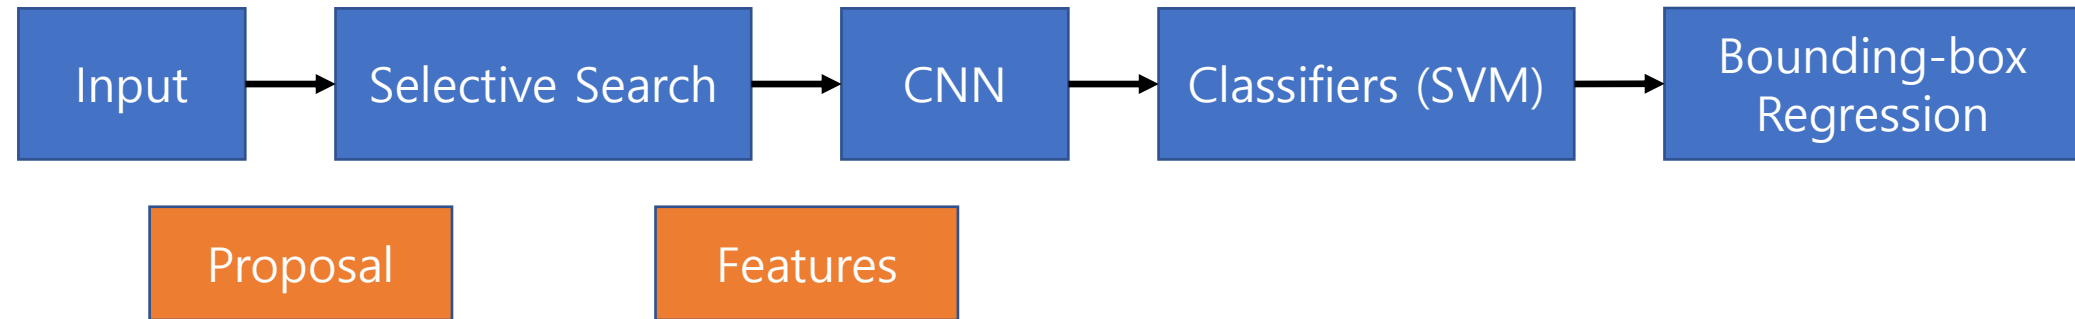 Input
Selective Search
CNN
Classifiers (SVM)
Bounding-box
Regression
Proposal
Features